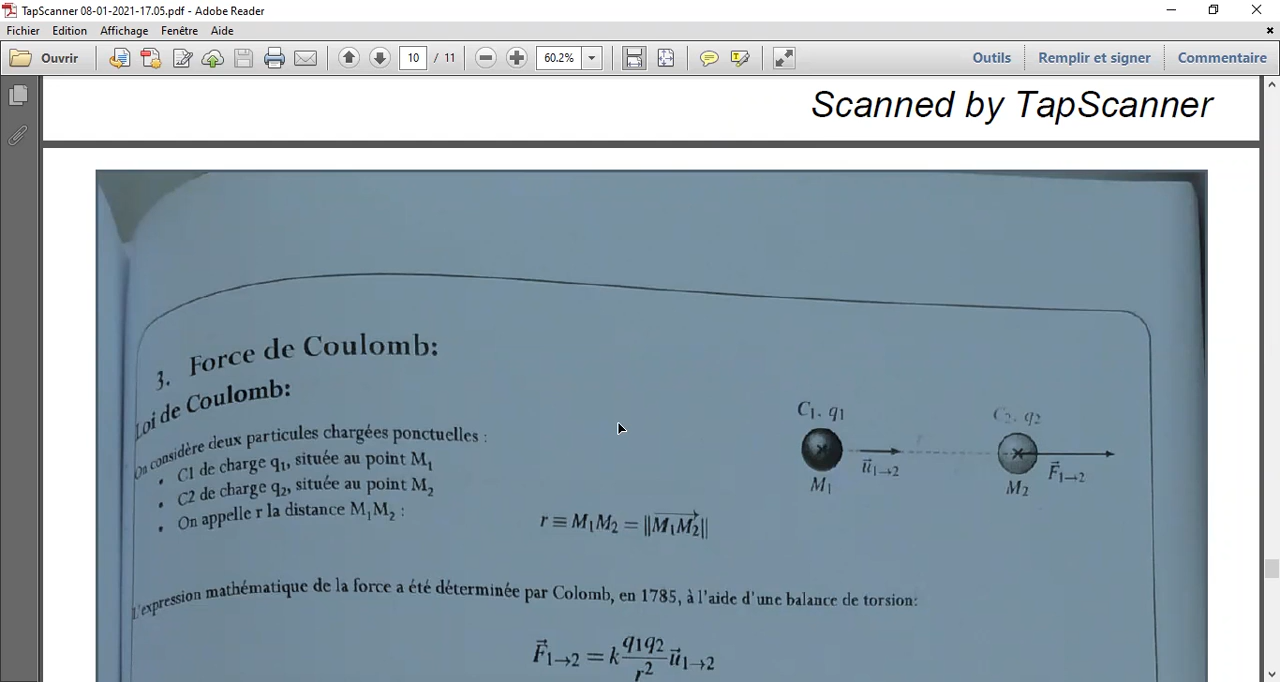 TapScanner 08-01-2021-17.05.pdf - Adobe Reader
Fichier Edition Affichage Fenêtre Aide
Ouvrir 10 / 11 60.2% Outils Remplir et signer Commentaire
Scanned by TapScanner
3. Force de Coulomb:
Loi de Coulomb:
On considère deux particules chargées ponctuelles :
• C1 de charge q₁, située au point M₁
• C2 de charge q₂, située au point M₂
• On appelle r la distance M₁M₂ :
r ≡ M₁M₂ = ||M₁M₂||
C₁, q₁
C₂, q₂
r
u⃗₁→₂
F⃗₁→₂
M₁
M₂
L'expression mathématique de la force a été déterminée par Colomb, en 1785, à l'aide d'une balance de torsion:
F⃗₁→₂ = k q₁q₂ / r² u⃗₁→₂